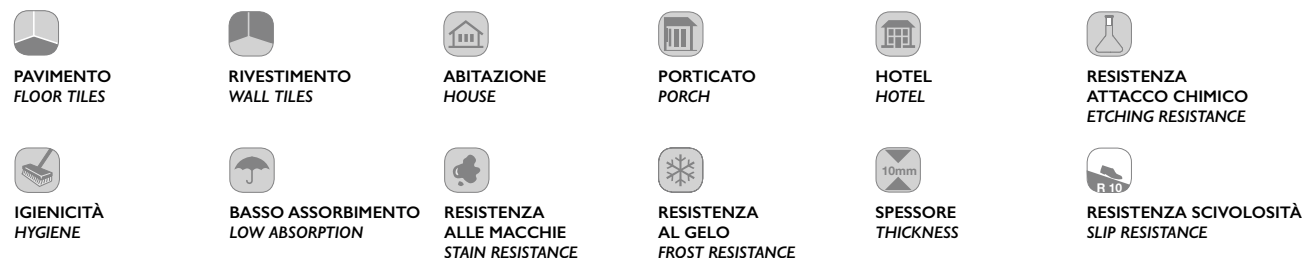 PAVIMENTO
FLOOR TILES
RIVESTIMENTO
WALL TILES
ABITAZIONE
HOUSE
PORTICATO
PORCH
HOTEL
HOTEL
RESISTENZA
ATTACCO CHIMICO
ETCHING RESISTANCE
IGIENICITÀ
HYGIENE
BASSO ASSORBIMENTO
LOW ABSORPTION
RESISTENZA
ALLE MACCHIE
STAIN RESISTANCE
RESISTENZA
AL GELO
FROST RESISTANCE
10mm
SPESSORE
THICKNESS
R 10
RESISTENZA SCIVOLOSITÀ
SLIP RESISTANCE